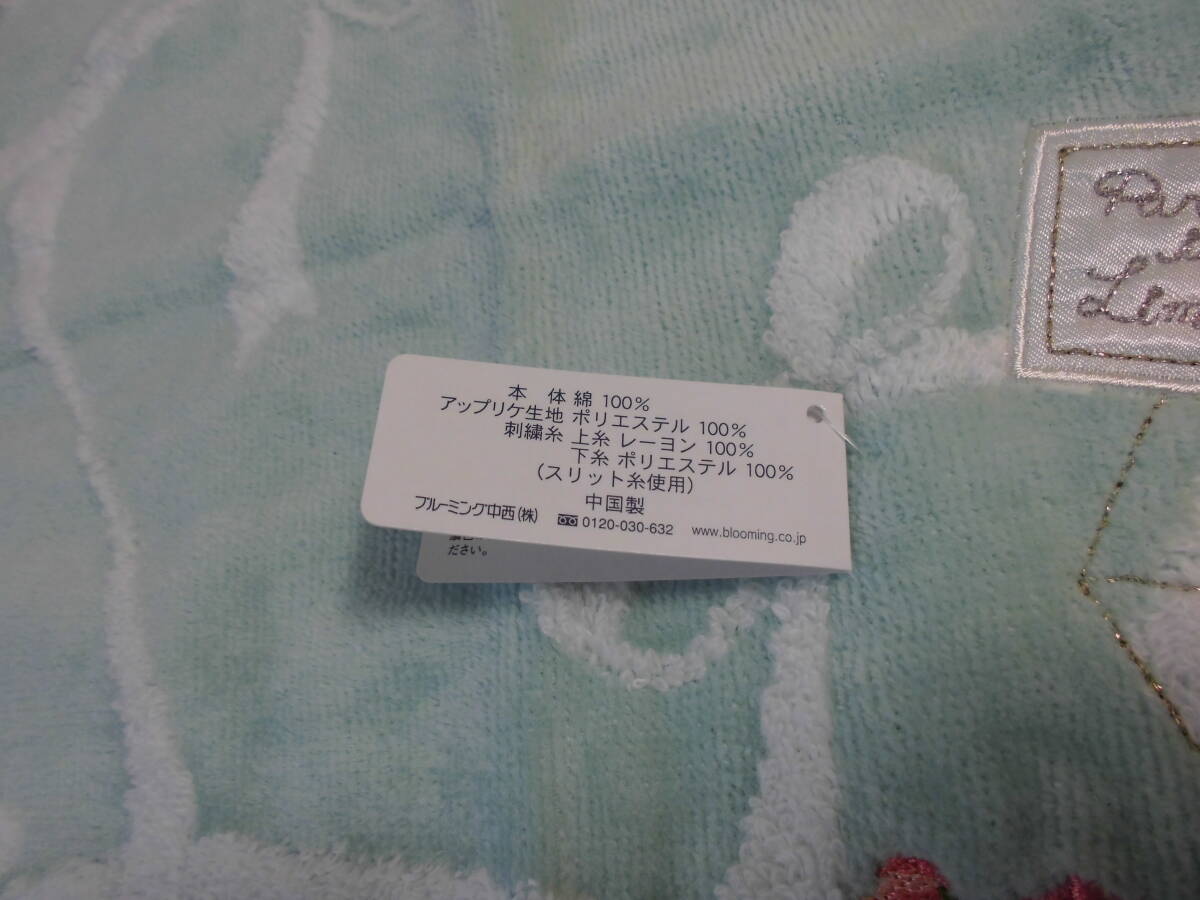 本 体 綿 100%
アップリケ生地 ポリエステル 100%
刺繍糸 上糸 レーヨン 100%
下糸 ポリエステル 100%
(スリット糸使用)
中国製
ブルーミング中西(株) 0120-030-632 www.blooming.co.jp
ださい。